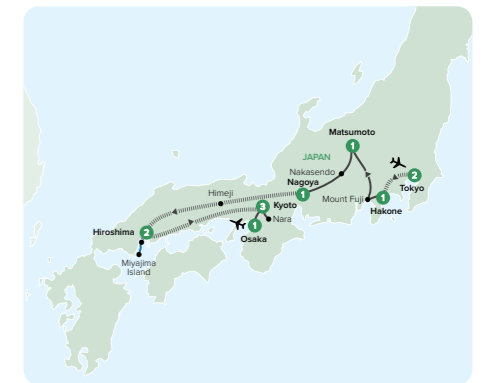 Matsumoto
1
JAPAN
Nakasendo
Nagoya
1
2
Tokyo
Mount Fuji
1
Hakone
Himeji
3
Kyoto
Nara
Hiroshima
2
1
Osaka
Miyajima
Island